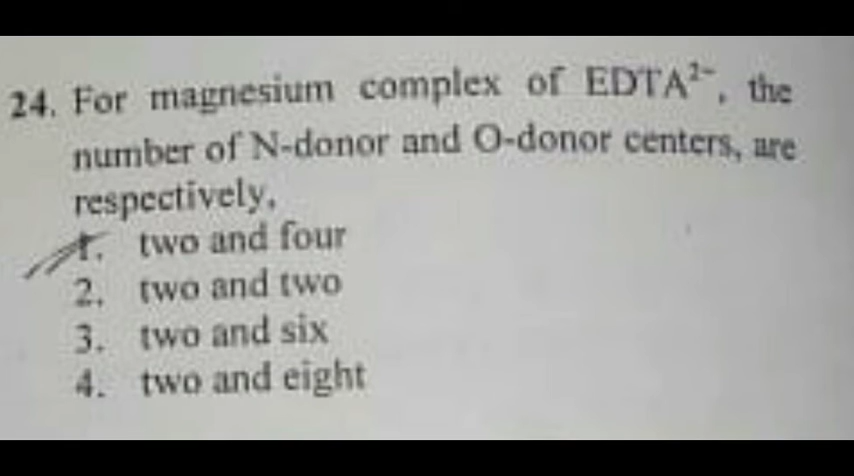 24. For magnesium complex of EDTA²⁻, the
number of N-donor and O-donor centers, are
respectively,
1. two and four
2. two and two
3. two and six
4. two and eight